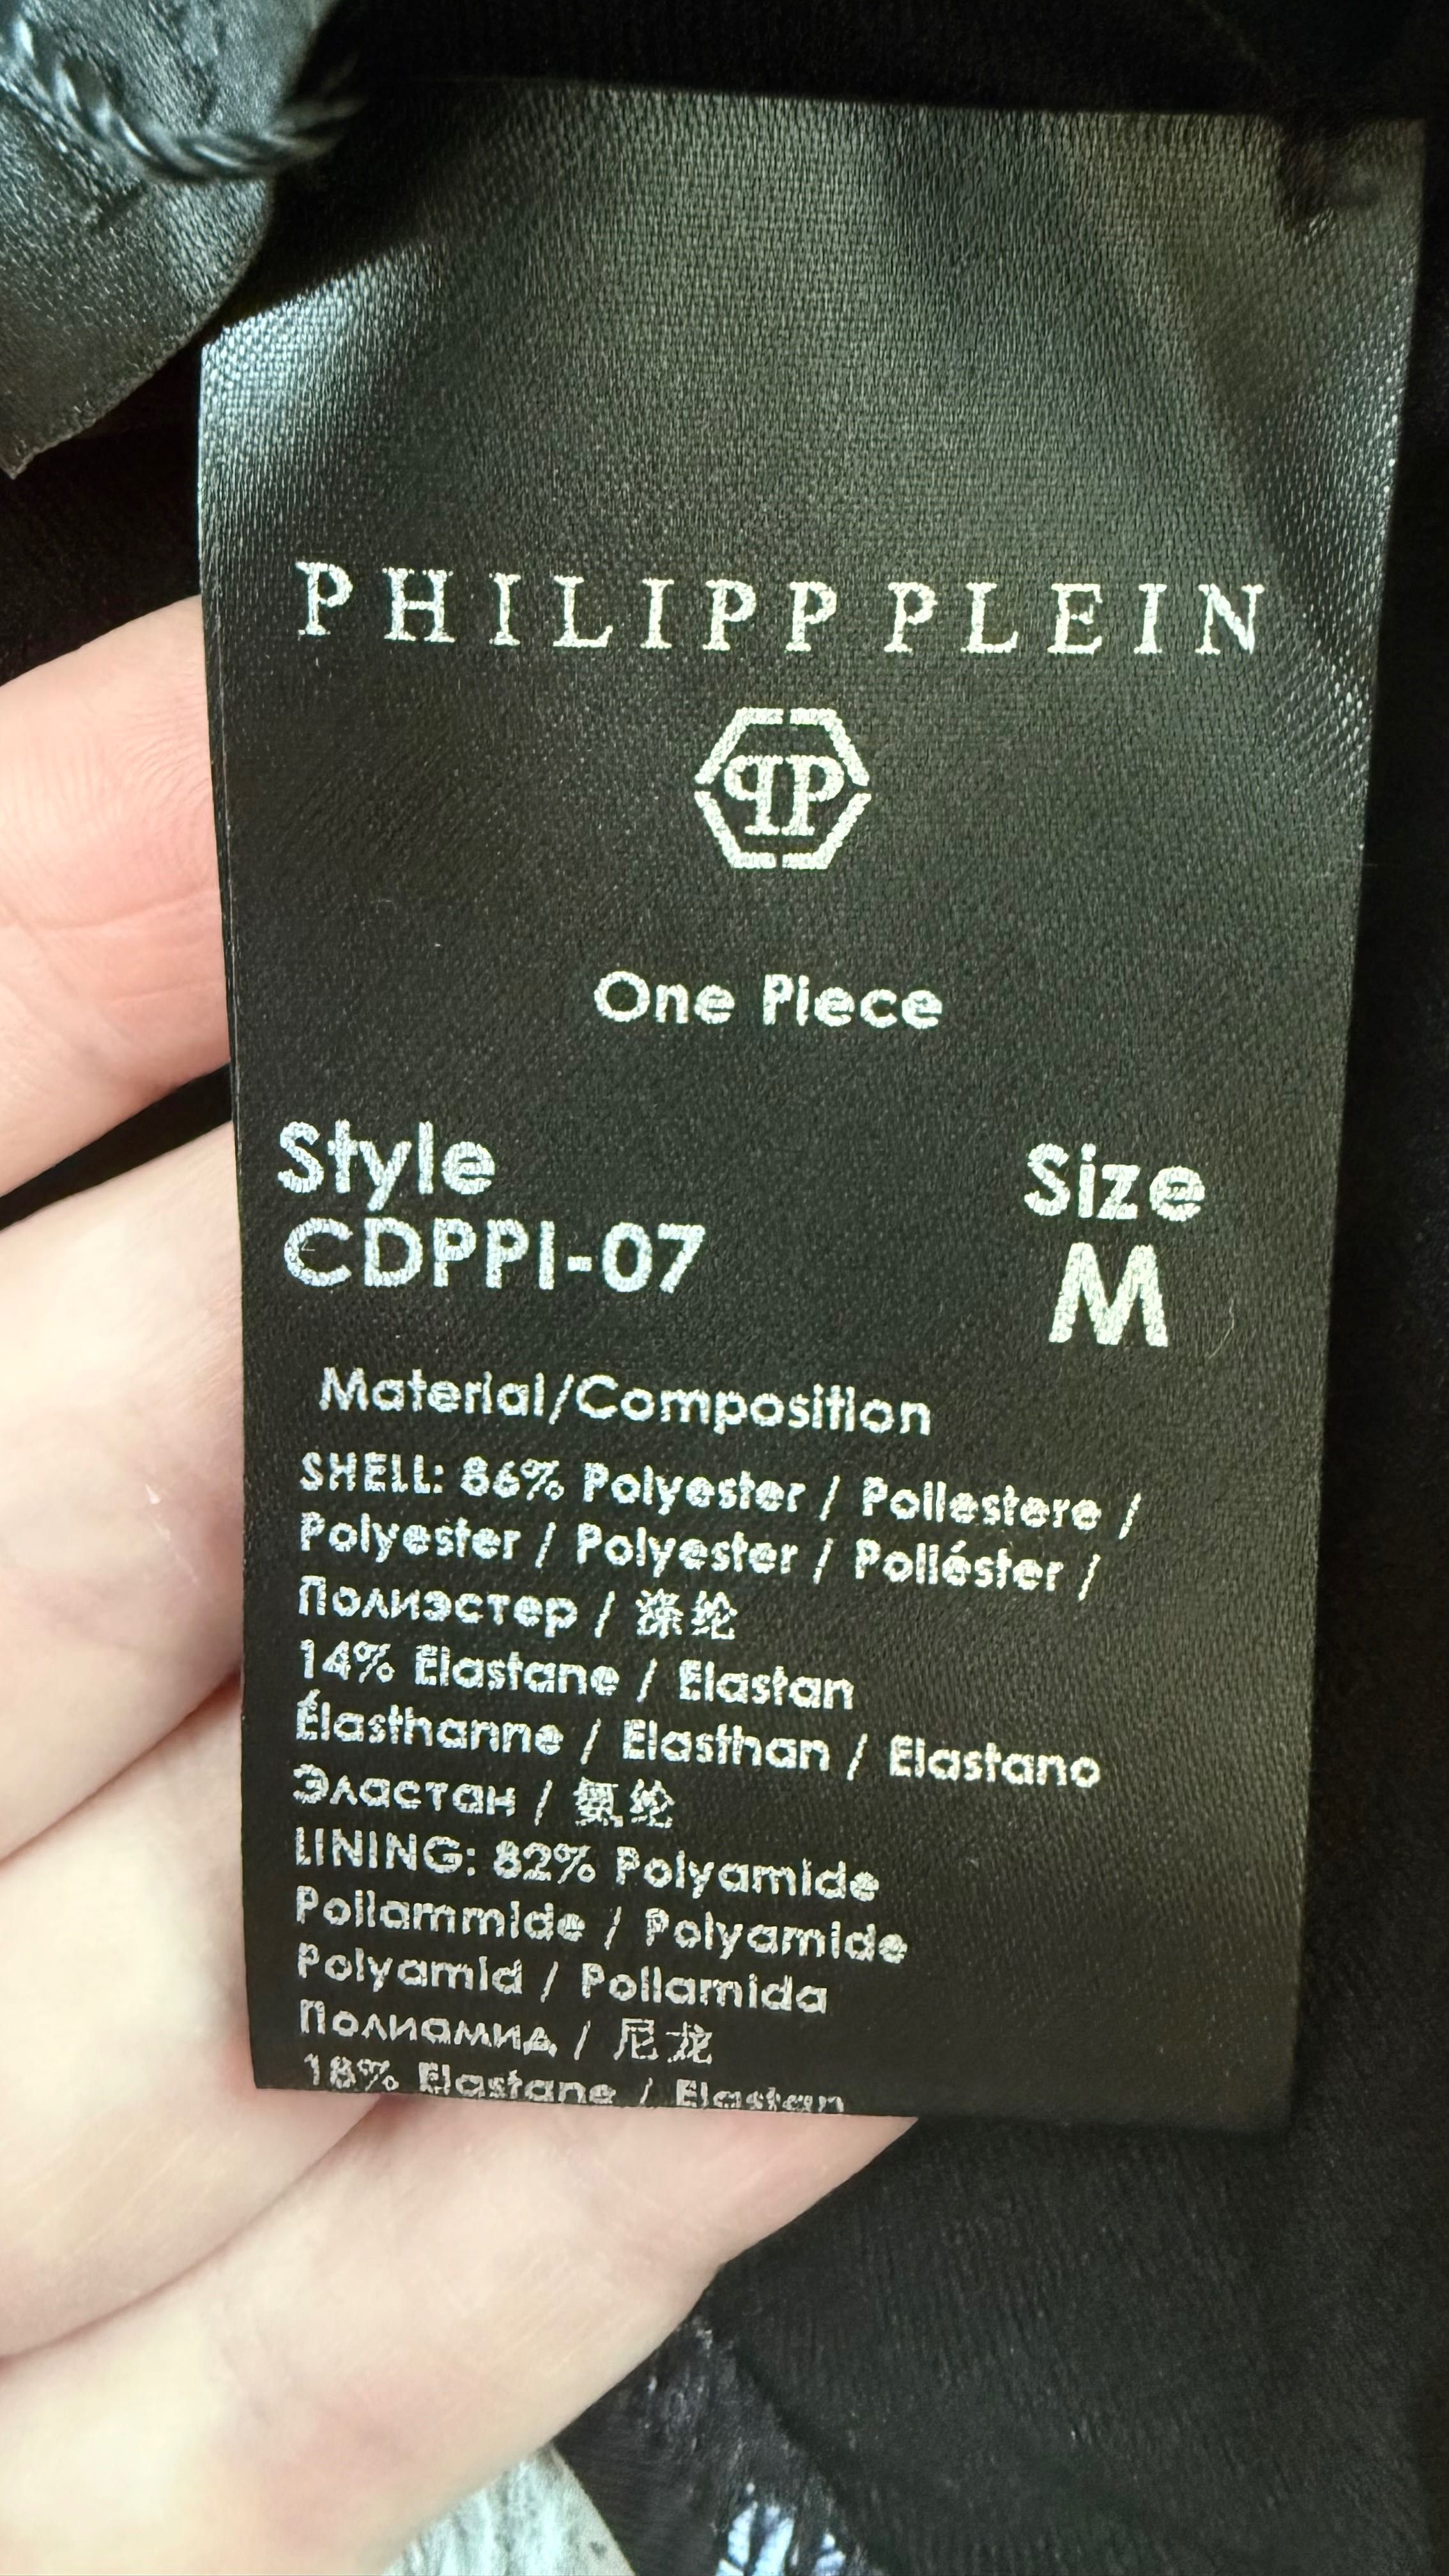 PHILIPP PLEIN
PP
One Piece
Style
CDPPI-07
Size
M
Material/Composition
SHELL: 86% Polyester / Poliestere /
Polyester / Polyester / Poliéster /
Полиэстер / 涤纶
14% Elastane / Elastan
Élasthanne / Elasthan / Elastano
Эластан / 氨纶
LINING: 82% Polyamide
Poliammide / Polyamide
Polyamid / Poliamida
Полиамид / 尼龙
18% Elastane / Elastan